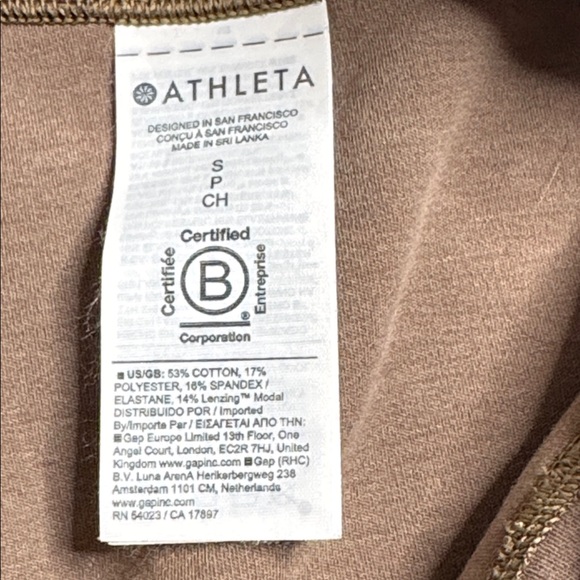 ATHLETA
DESIGNED IN SAN FRANCISCO
CONÇU À SAN FRANCISCO
MADE IN SRI LANKA
S
P
CH
Certified
Certifiée
B
Entreprise
®
Corporation
US/GB: 53% COTTON, 17%
POLYESTER, 16% SPANDEX /
ELASTANE, 14% Lenzing™ Modal
DISTRIBUIDO POR / Imported
By/Importe Par / ΕΙΣΑΓΕΤΑΙ ΑΠΟ ΤΗΝ:
Gap Europe Limited 13th Floor, One
Angel Court, London, EC2R 7HJ, United
Kingdom www.gapinc.com Gap (RHC)
B.V. Luna ArenA Herikerbergweg 238
Amsterdam 1101 CM, Netherlands
www.gapinc.com
RN 54023 / CA 17897